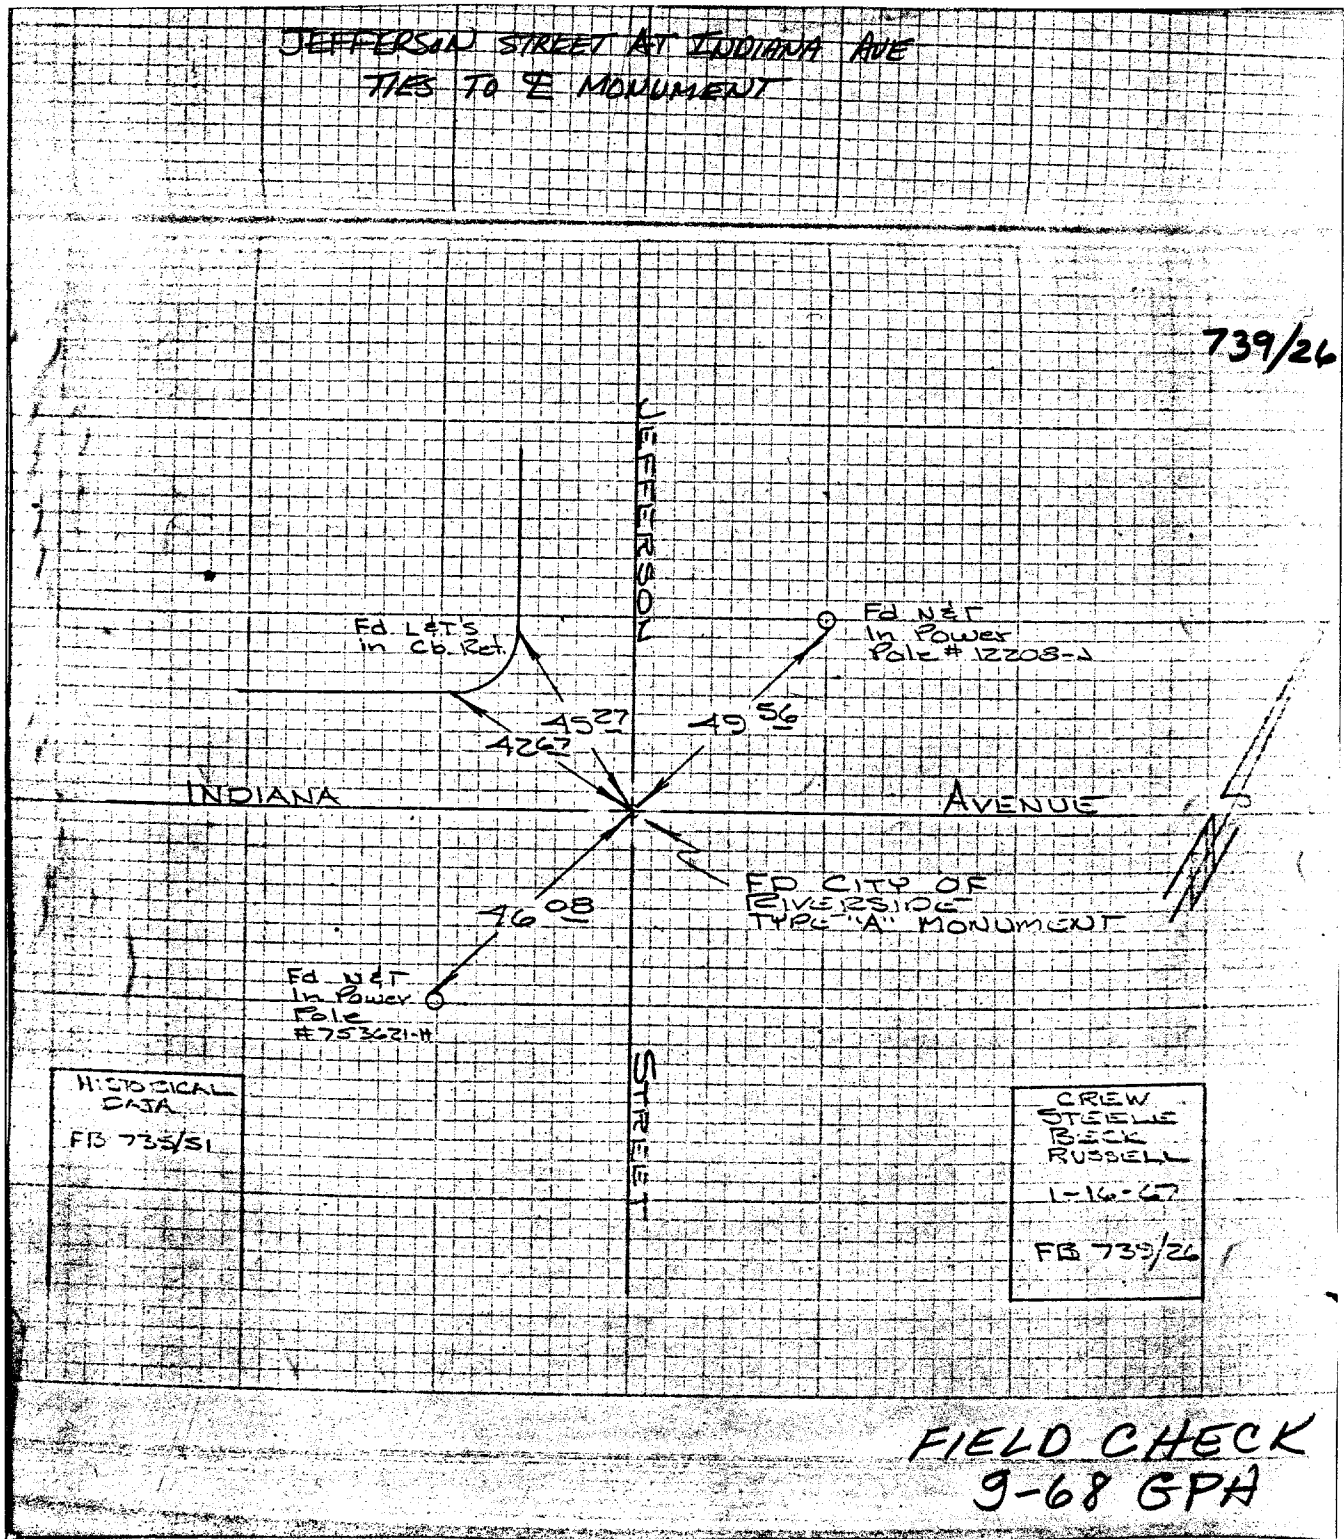 JEFFERSON STREET AT INDIANA AVE
TIES TO ℄ MONUMENT
739/26
JEFFERSON
Fd. L&T's
in Cb. Ret.
Fd N&T
In Power
Pole # 12208-J
45 27
42 67
49 56
INDIANA
AVENUE
FD CITY OF
RIVERSIDE
TYPE "A" MONUMENT
46 08
Fd N&T
In Power
Pole
#753621-H
STREET
HISTORICAL
DATA
FB 735/51
CREW
STEELE
BECK
RUSSELL
1-16-67
FB 739/26
FIELD CHECK
9-68 GPH